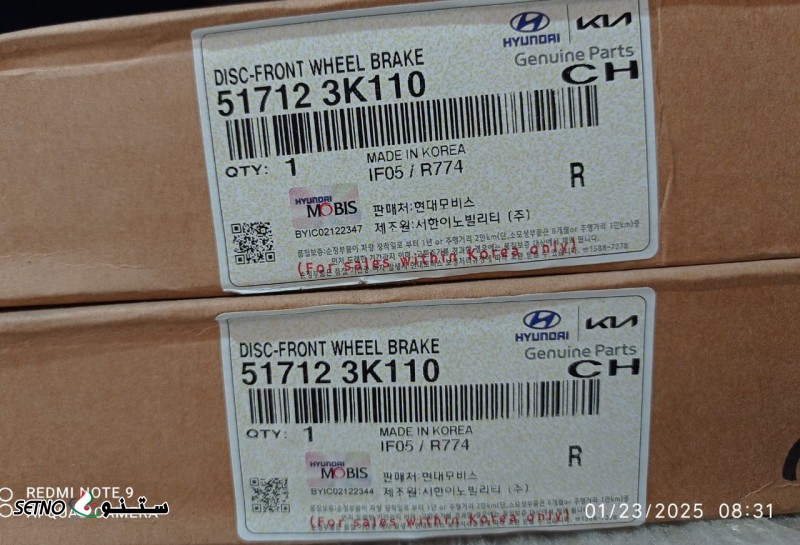 HYUNDAI KIA
Genuine Parts
DISC-FRONT WHEEL BRAKE
CH
51712 3K110
QTY: 1
MADE IN KOREA
IF05 / R774
R
HYUNDAI
MOBIS
BYIC02122347
판매처:현대모비스
제조원:서한이노빌리티 (주)
(For sales within Korea only)
☎1588-7278
HYUNDAI KIA
Genuine Parts
DISC-FRONT WHEEL BRAKE
CH
51712 3K110
QTY: 1
MADE IN KOREA
IF05 / R774
R
HYUNDAI
MOBIS
BYIC02122344
판매처:현대모비스
제조원:서한이노빌리티 (주)
(For sales within Korea only)
REDMI NOTE 9
AI QUAD CAMERA
SETNO ستنو
01/23/2025 08:31